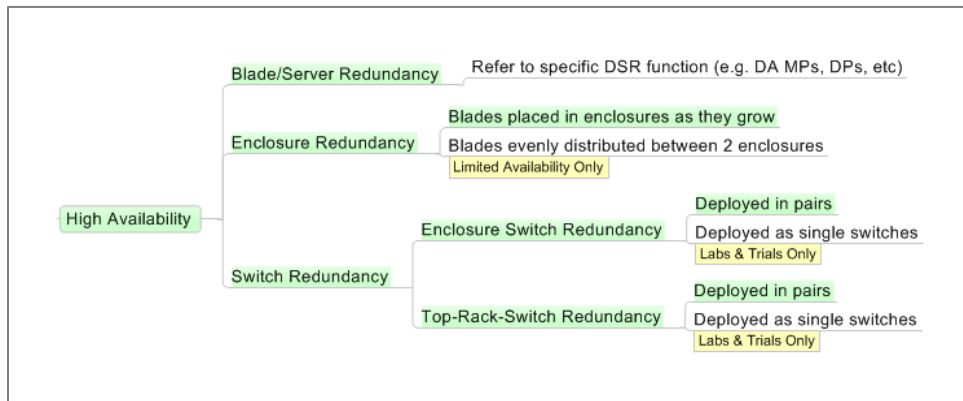 High Availability
Blade/Server Redundancy
Refer to specific DSR function (e.g. DA MPs, DPs, etc)
Enclosure Redundancy
Blades placed in enclosures as they grow
Blades evenly distributed between 2 enclosures
Limited Availability Only
Switch Redundancy
Enclosure Switch Redundancy
Deployed in pairs
Deployed as single switches
Labs & Trials Only
Top-Rack-Switch Redundancy
Deployed in pairs
Deployed as single switches
Labs & Trials Only